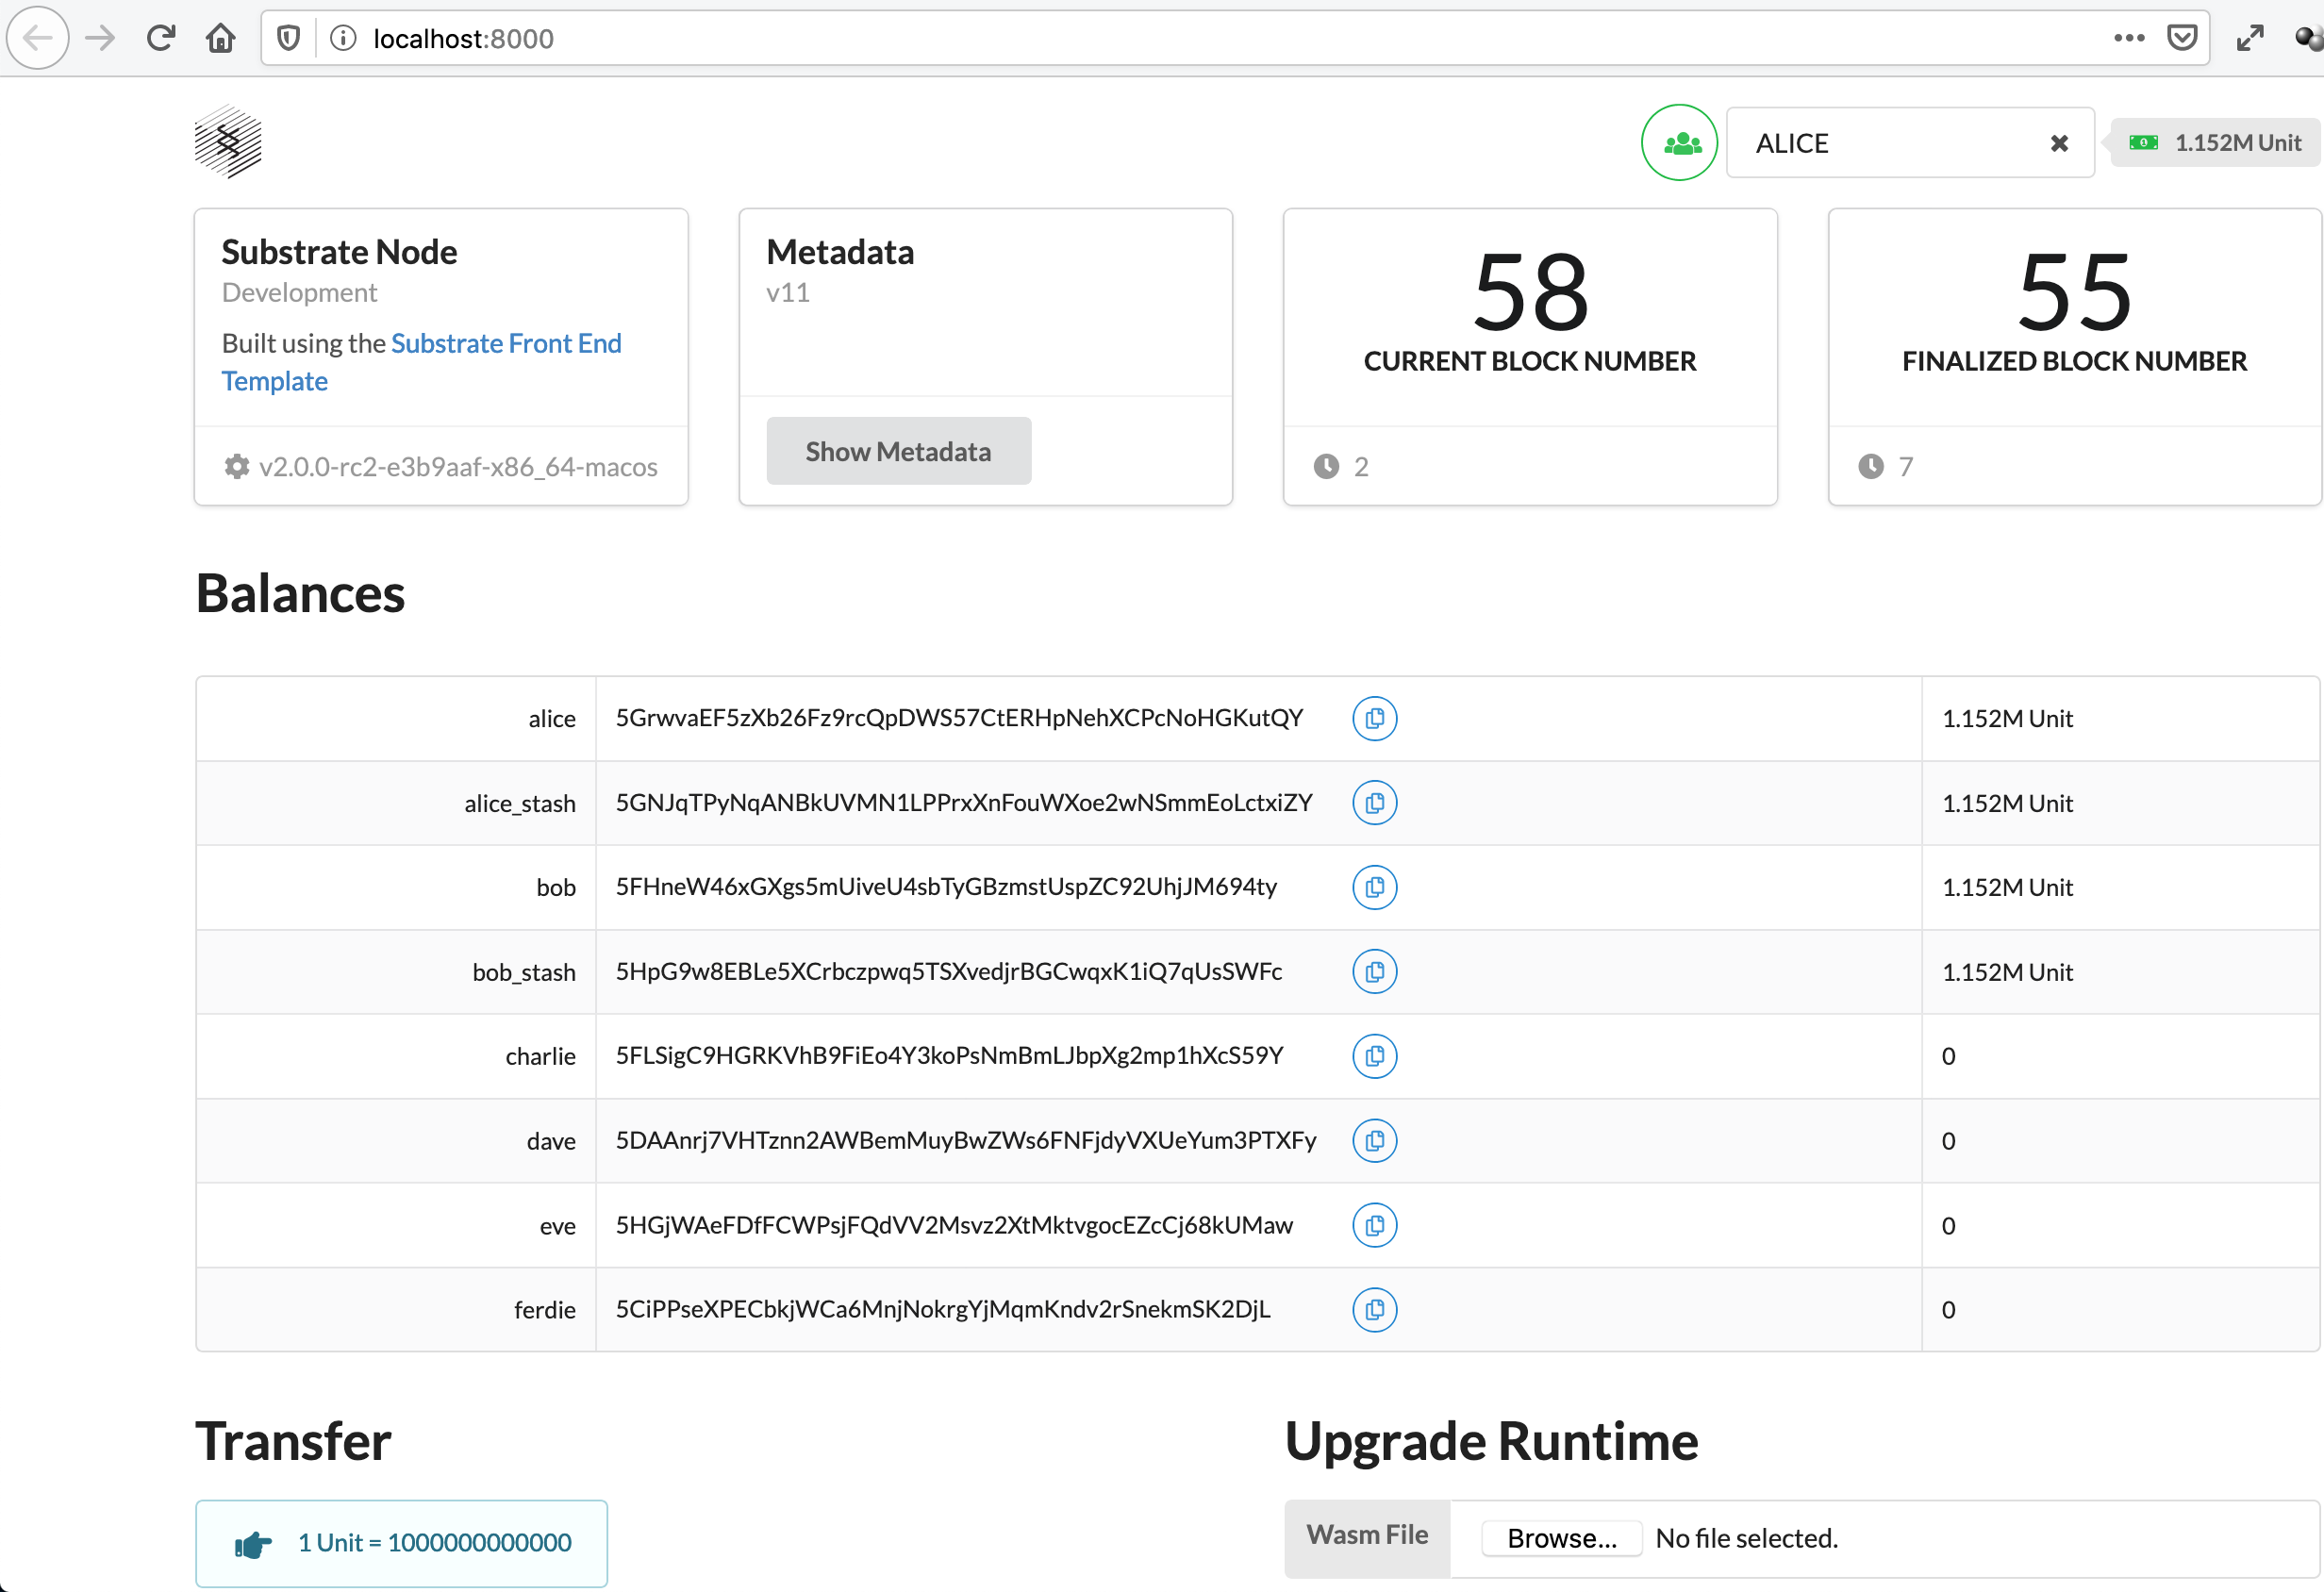 localhost:8000
ALICE
1.152M Unit
Substrate Node
Development
Built using the Substrate Front End
Template
v2.0.0-rc2-e3b9aaf-x86_64-macos
Metadata
v11
Show Metadata
58
CURRENT BLOCK NUMBER
2
55
FINALIZED BLOCK NUMBER
7
Balances
alice 5GrwvaEF5zXb26Fz9rcQpDWS57CtERHpNehXCPcNoHGKutQY 1.152M Unit
alice_stash 5GNJqTPyNqANBkUVMN1LPPrxXnFouWXoe2wNSmmEoLctxiZY 1.152M Unit
bob 5FHneW46xGXgs5mUiveU4sbTyGBzmstUspZC92UhjJM694ty 1.152M Unit
bob_stash 5HpG9w8EBLe5XCrbczpwq5TSXvedjrBGCwqxK1iQ7qUsSWFc 1.152M Unit
charlie 5FLSigC9HGRKVhB9FiEo4Y3koPsNmBmLJbpXg2mp1hXcS59Y 0
dave 5DAAnrj7VHTznn2AWBemMuyBwZWs6FNFjdyVXUeYum3PTXFy 0
eve 5HGjWAeFDfFCWPsjFQdVV2Msvz2XtMktvgocEZcCj68kUMaw 0
ferdie 5CiPPseXPECbkjWCa6MnjNokrgYjMqmKndv2rSnekmSK2DjL 0
Transfer
1 Unit = 1000000000000
Upgrade Runtime
Wasm File Browse... No file selected.